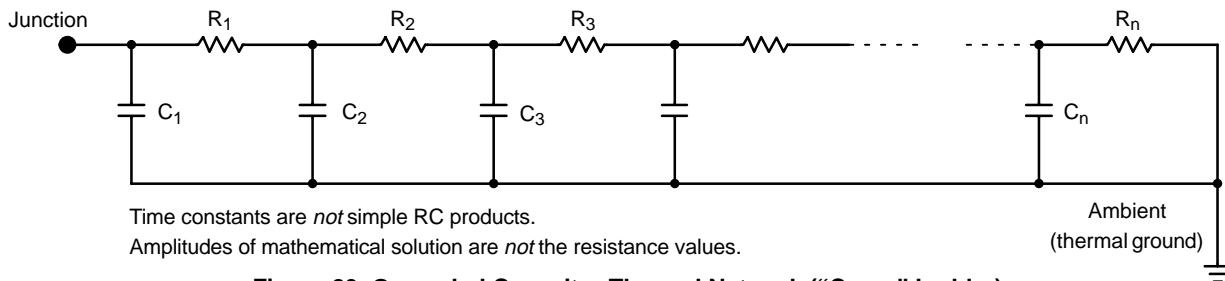 Junction
R1
R2
R3
Rn
C1
C2
C3
Cn
Time constants are not simple RC products.
Amplitudes of mathematical solution are not the resistance values.
Ambient
(thermal ground)